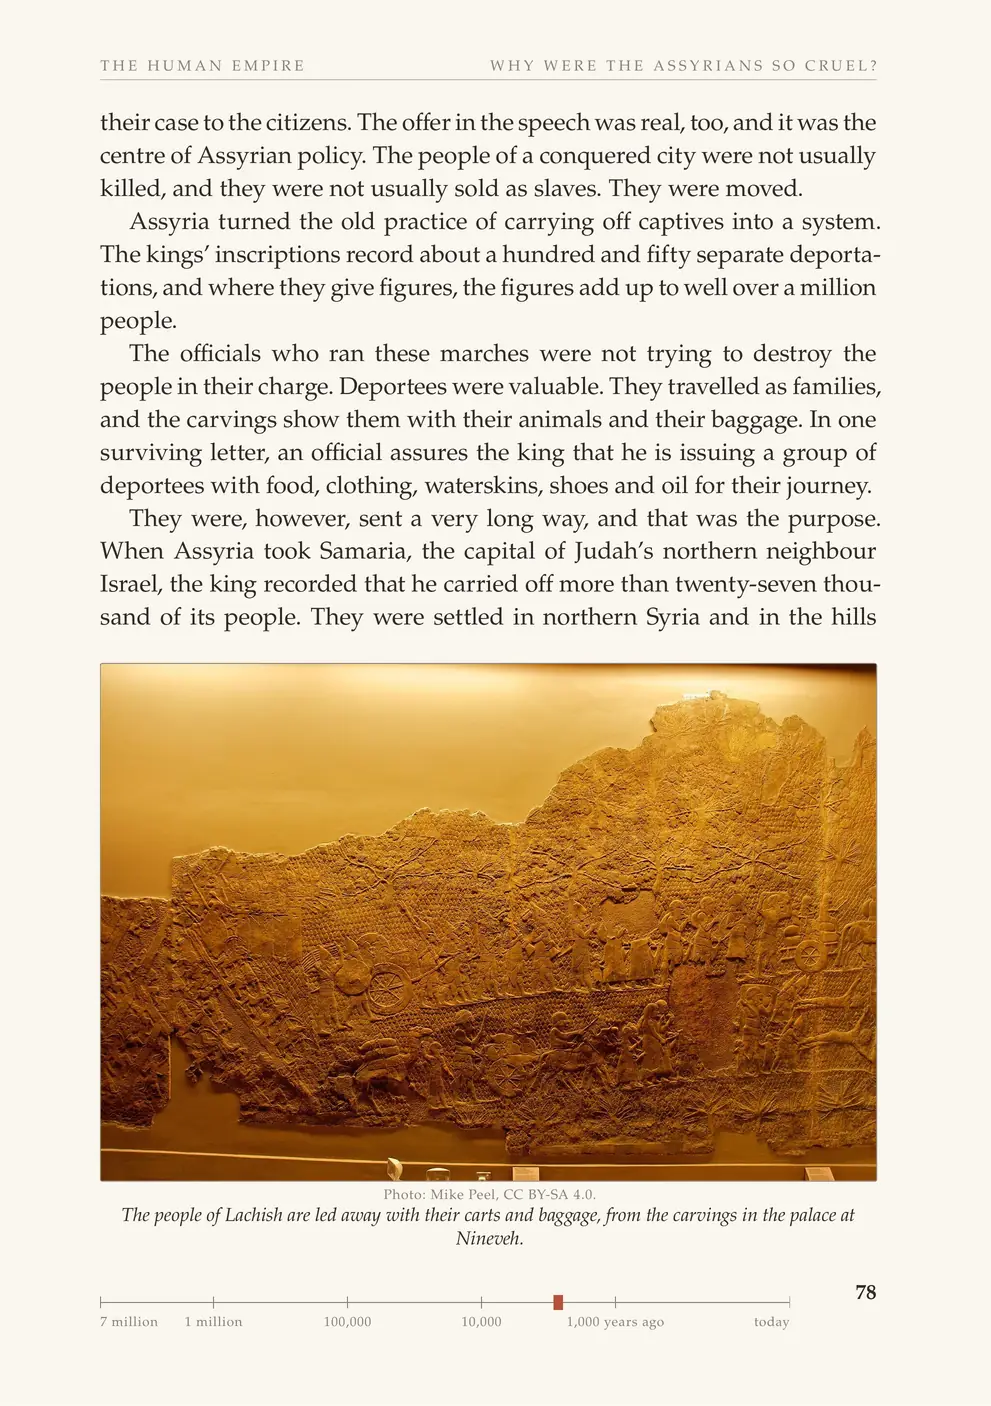 THE HUMAN EMPIRE
WHY WERE THE ASSYRIANS SO CRUEL?
their case to the citizens. The offer in the speech was real, too, and it was the
centre of Assyrian policy. The people of a conquered city were not usually
killed, and they were not usually sold as slaves. They were moved.
Assyria turned the old practice of carrying off captives into a system.
The kings’ inscriptions record about a hundred and fifty separate deporta-
tions, and where they give figures, the figures add up to well over a million
people.
The officials who ran these marches were not trying to destroy the
people in their charge. Deportees were valuable. They travelled as families,
and the carvings show them with their animals and their baggage. In one
surviving letter, an official assures the king that he is issuing a group of
deportees with food, clothing, waterskins, shoes and oil for their journey.
They were, however, sent a very long way, and that was the purpose.
When Assyria took Samaria, the capital of Judah’s northern neighbour
Israel, the king recorded that he carried off more than twenty-seven thou-
sand of its people. They were settled in northern Syria and in the hills
Photo: Mike Peel, CC BY-SA 4.0.
The people of Lachish are led away with their carts and baggage, from the carvings in the palace at
Nineveh.
78
7 million
1 million
100,000
10,000
1,000 years ago
today